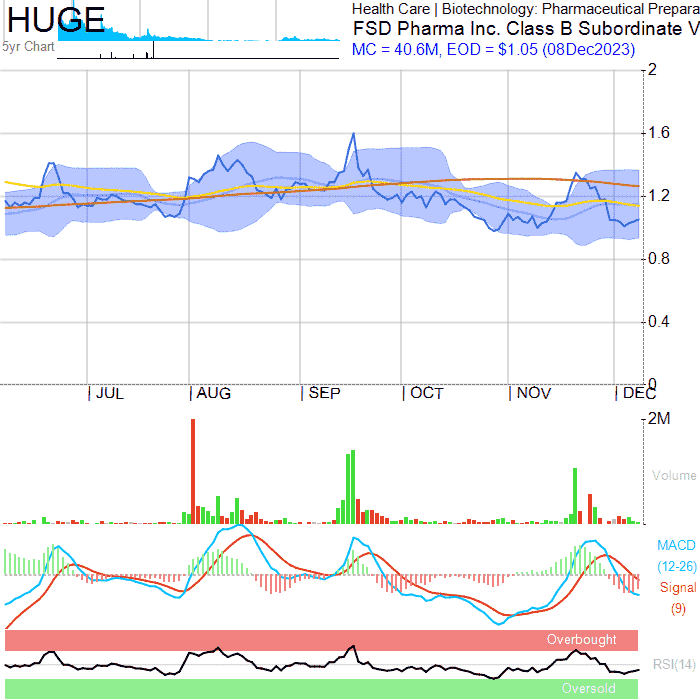 HUGE
5yr Chart
Health Care | Biotechnology: Pharmaceutical Prepara
FSD Pharma Inc. Class B Subordinate V
MC = 40.6M, EOD = $1.05 (08Dec2023)
2
1.6
1.2
0.8
0.4
0
JUL AUG SEP OCT NOV DEC
2M
Volume
MACD
(12-26)
Signal
(9)
Overbought
RSI(14)
Oversold